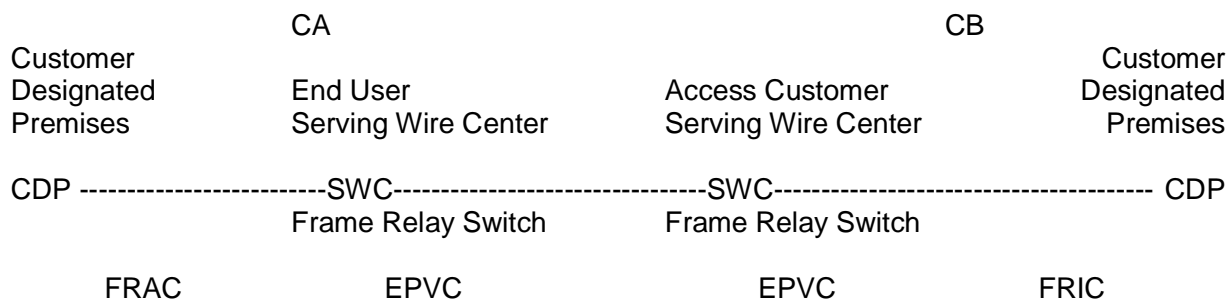 CA CB
Customer Customer
Designated End User Access Customer Designated
Premises Serving Wire Center Serving Wire Center Premises
CDP --------------------------SWC---------------------------------SWC---------------------------------------- CDP
Frame Relay Switch Frame Relay Switch
FRAC EPVC EPVC FRIC